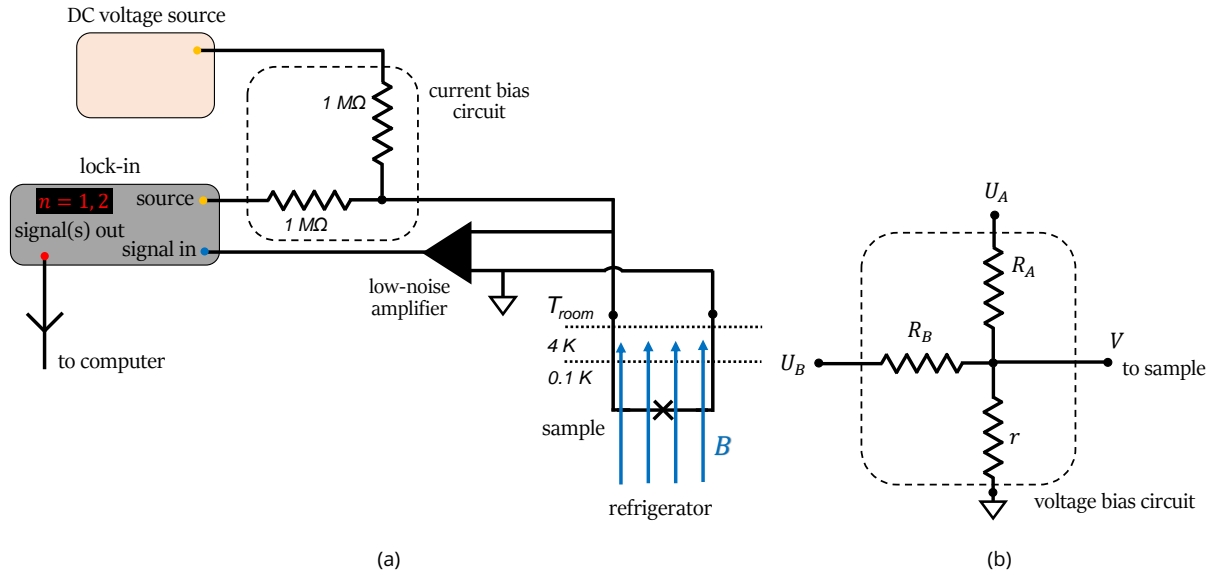 DC voltage source
1 MΩ
current bias
circuit
lock-in
n = 1, 2
source
signal(s) out
signal in
1 MΩ
low-noise
amplifier
to computer
T_room
4 K
0.1 K
sample
B
refrigerator
(a)
U_A
R_A
R_B
U_B
V
to sample
r
voltage bias circuit
(b)